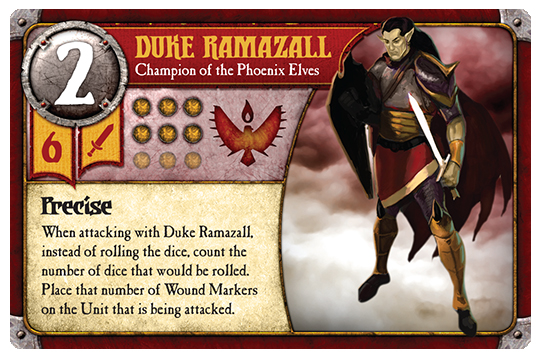 2
DUKE RAMAZALL
Champion of the Phoenix Elves
6
Precise
When attacking with Duke Ramazall,
instead of rolling the dice, count the
number of dice that would be rolled.
Place that number of Wound Markers
on the Unit that is being attacked.